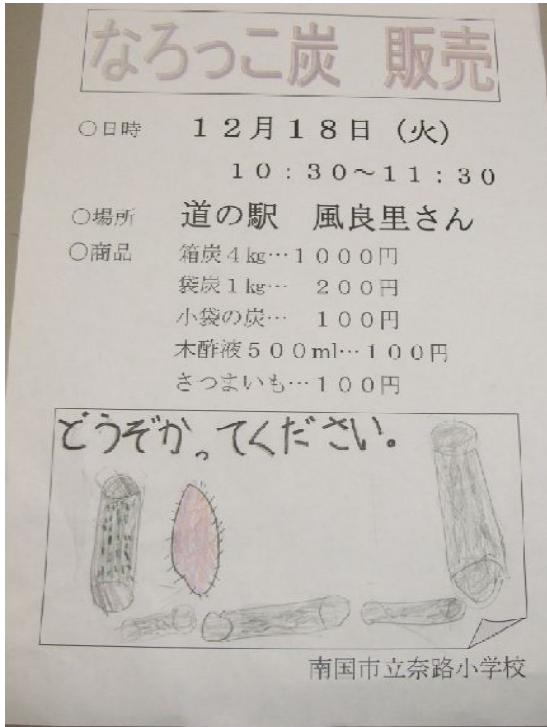 なろっこ炭　販売
○日時　１２月１８日（火）
１０：３０～１１：３０
○場所　道の駅　風良里さん
○商品　箱炭４㎏…１０００円
袋炭１㎏…　２００円
小袋の炭…　１００円
木酢液５００ml…１００円
さつまいも…１００円
どうぞかってください。
南国市立奈路小学校